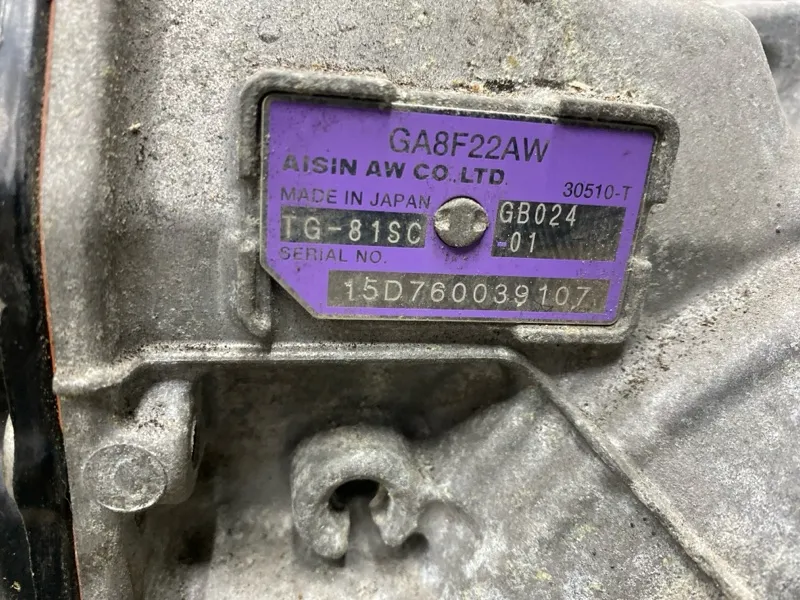 GA8F22AW
AISIN AW CO.,LTD.
MADE IN JAPAN
30510-T
TG-81SC
GB024
-01
SERIAL NO.
15D760039107